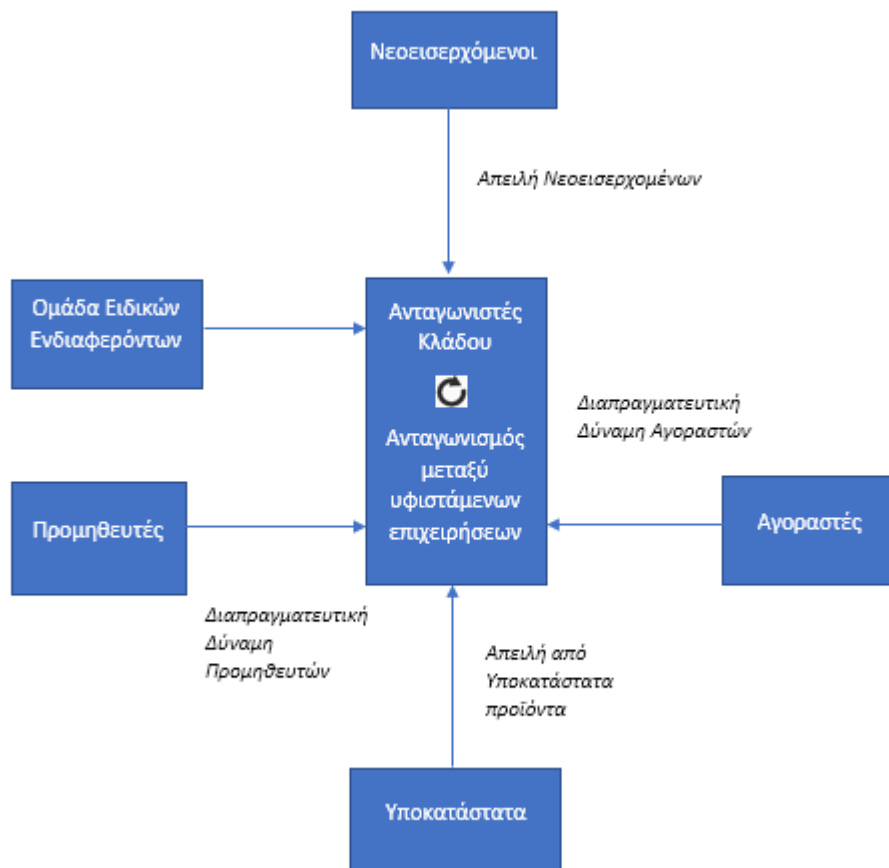 Νεοεισερχόμενοι
Απειλή Νεοεισερχομένων
Ομάδα Ειδικών
Ενδιαφερόντων
Ανταγωνιστές
Κλάδου
Ανταγωνισμός
μεταξύ
υφιστάμενων
επιχειρήσεων
Διαπραγματευτική
Δύναμη Αγοραστών
Προμηθευτές
Αγοραστές
Διαπραγματευτική
Δύναμη
Προμηθευτών
Απειλή από
Υποκατάστατα
προϊόντα
Υποκατάστατα